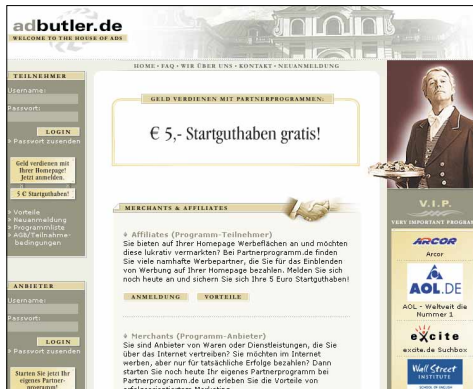 adbutler.de
WELCOME TO THE HOUSE OF ADS
HOME • FAQ • WIR ÜBER UNS • KONTAKT • NEUANMELDUNG
TEILNEHMER
Username:
Passwort:
LOGIN
Passwort zusenden
Geld verdienen mit
Ihrer Homepage!
Jetzt anmelden.
5 € Startguthaben!
Vorteile
Neuanmeldung
Programmliste
AGB/Teilnahme-
bedingungen
ANBIETER
Username:
Passwort:
LOGIN
Passwort zusenden
Starten Sie jetzt Ihr
eigenes Partner-
programm!
GELD VERDIENEN MIT PARTNERPROGRAMMEN:
€ 5,- Startguthaben gratis!
MERCHANTS & AFFILIATES
Affiliates (Programm-Teilnehmer)
Sie bieten auf Ihrer Homepage Werbeflächen an und möchten
diese lukrativ vermarkten? Bei Partnerprogramm.de finden
Sie viele namhafte Werbepartner, die Sie für das Einblenden
von Werbung auf Ihrer Homepage bezahlen. Melden Sie sich
noch heute an und sichern Sie sich Ihre 5 Euro Startguthaben!
ANMELDUNG VORTEILE
Merchants (Programm-Anbieter)
Sie sind Anbieter von Waren oder Dienstleistungen, die Sie
über das Internet vertreiben? Sie möchten im Internet
werben, aber nur für tatsächliche Erfolge bezahlen? Dann
starten Sie noch heute Ihr eigenes Partnerprogramm bei
Partnerprogramm.de und erleben Sie die Vorteile von
erfolgsorientiertem Marketing.
V.I.P.
VERY IMPORTANT PROGRAM
ARCOR
Arcor
AOL.DE
AOL - Weltweit die
Nummer 1
excite
excite.de Suchbox
Wall Street
INSTITUTE
SCHOOL OF ENGLISH